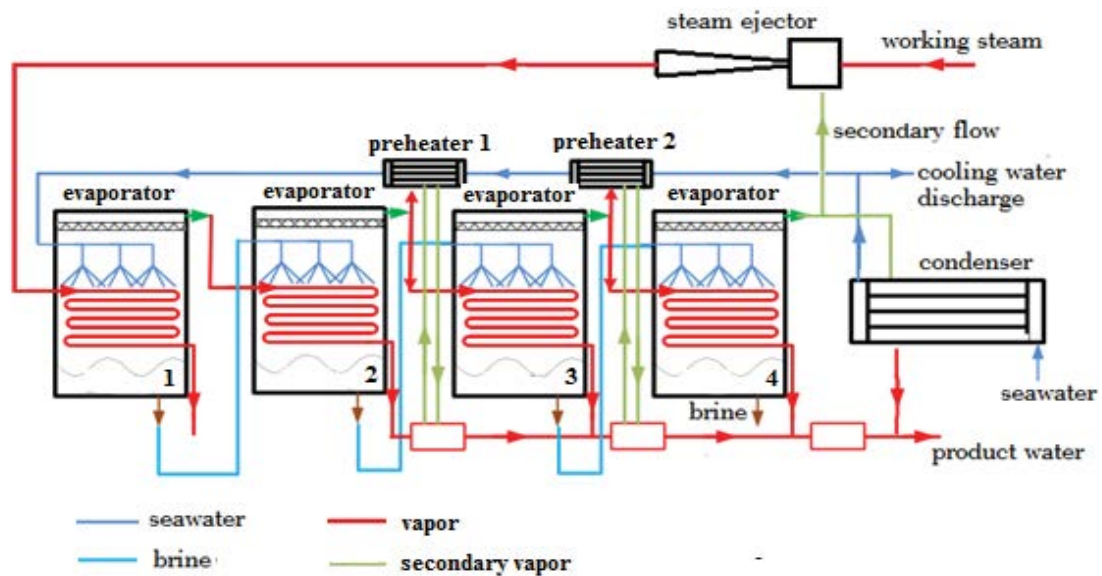 steam ejector
working steam
secondary flow
preheater 1
preheater 2
cooling water
discharge
evaporator
evaporator
evaporator
evaporator
condenser
1
2
3
4
seawater
brine
product water
seawater
vapor
brine
secondary vapor